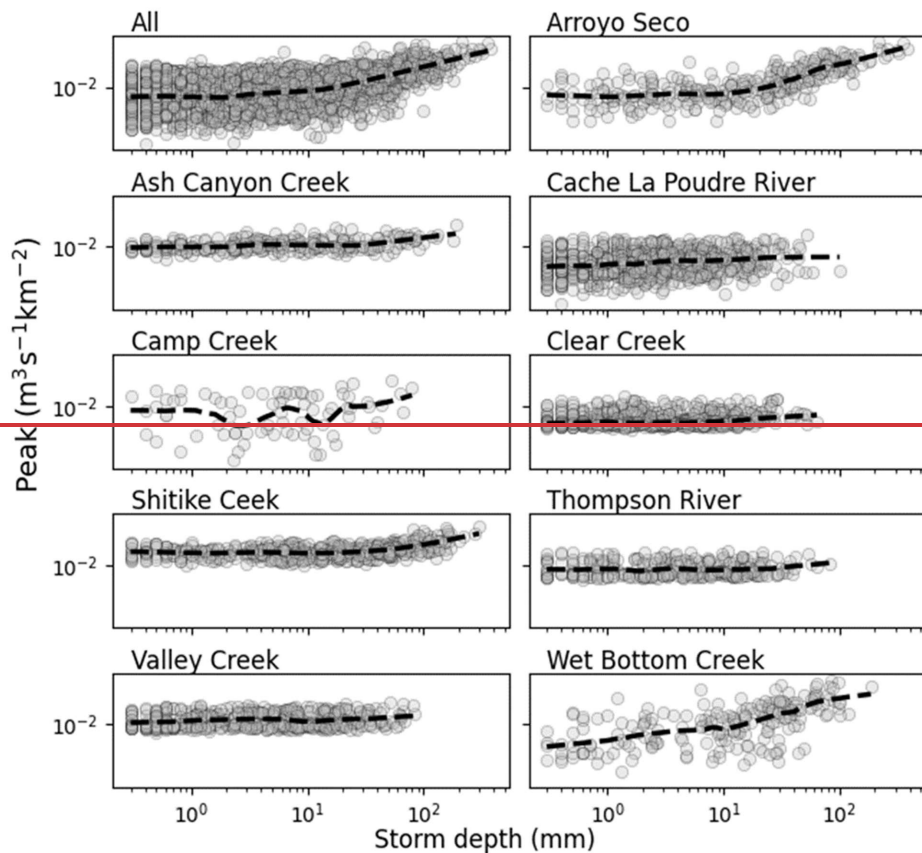 All
Arroyo Seco
10⁻²
Ash Canyon Creek
Cache La Poudre River
10⁻²
Camp Creek
Clear Creek
10⁻²
Peak (m³s⁻¹km⁻²)
Shitike Ceek
Thompson River
10⁻²
Valley Creek
Wet Bottom Creek
10⁻²
10⁰ 10¹ 10² 10⁰ 10¹ 10²
Storm depth (mm)